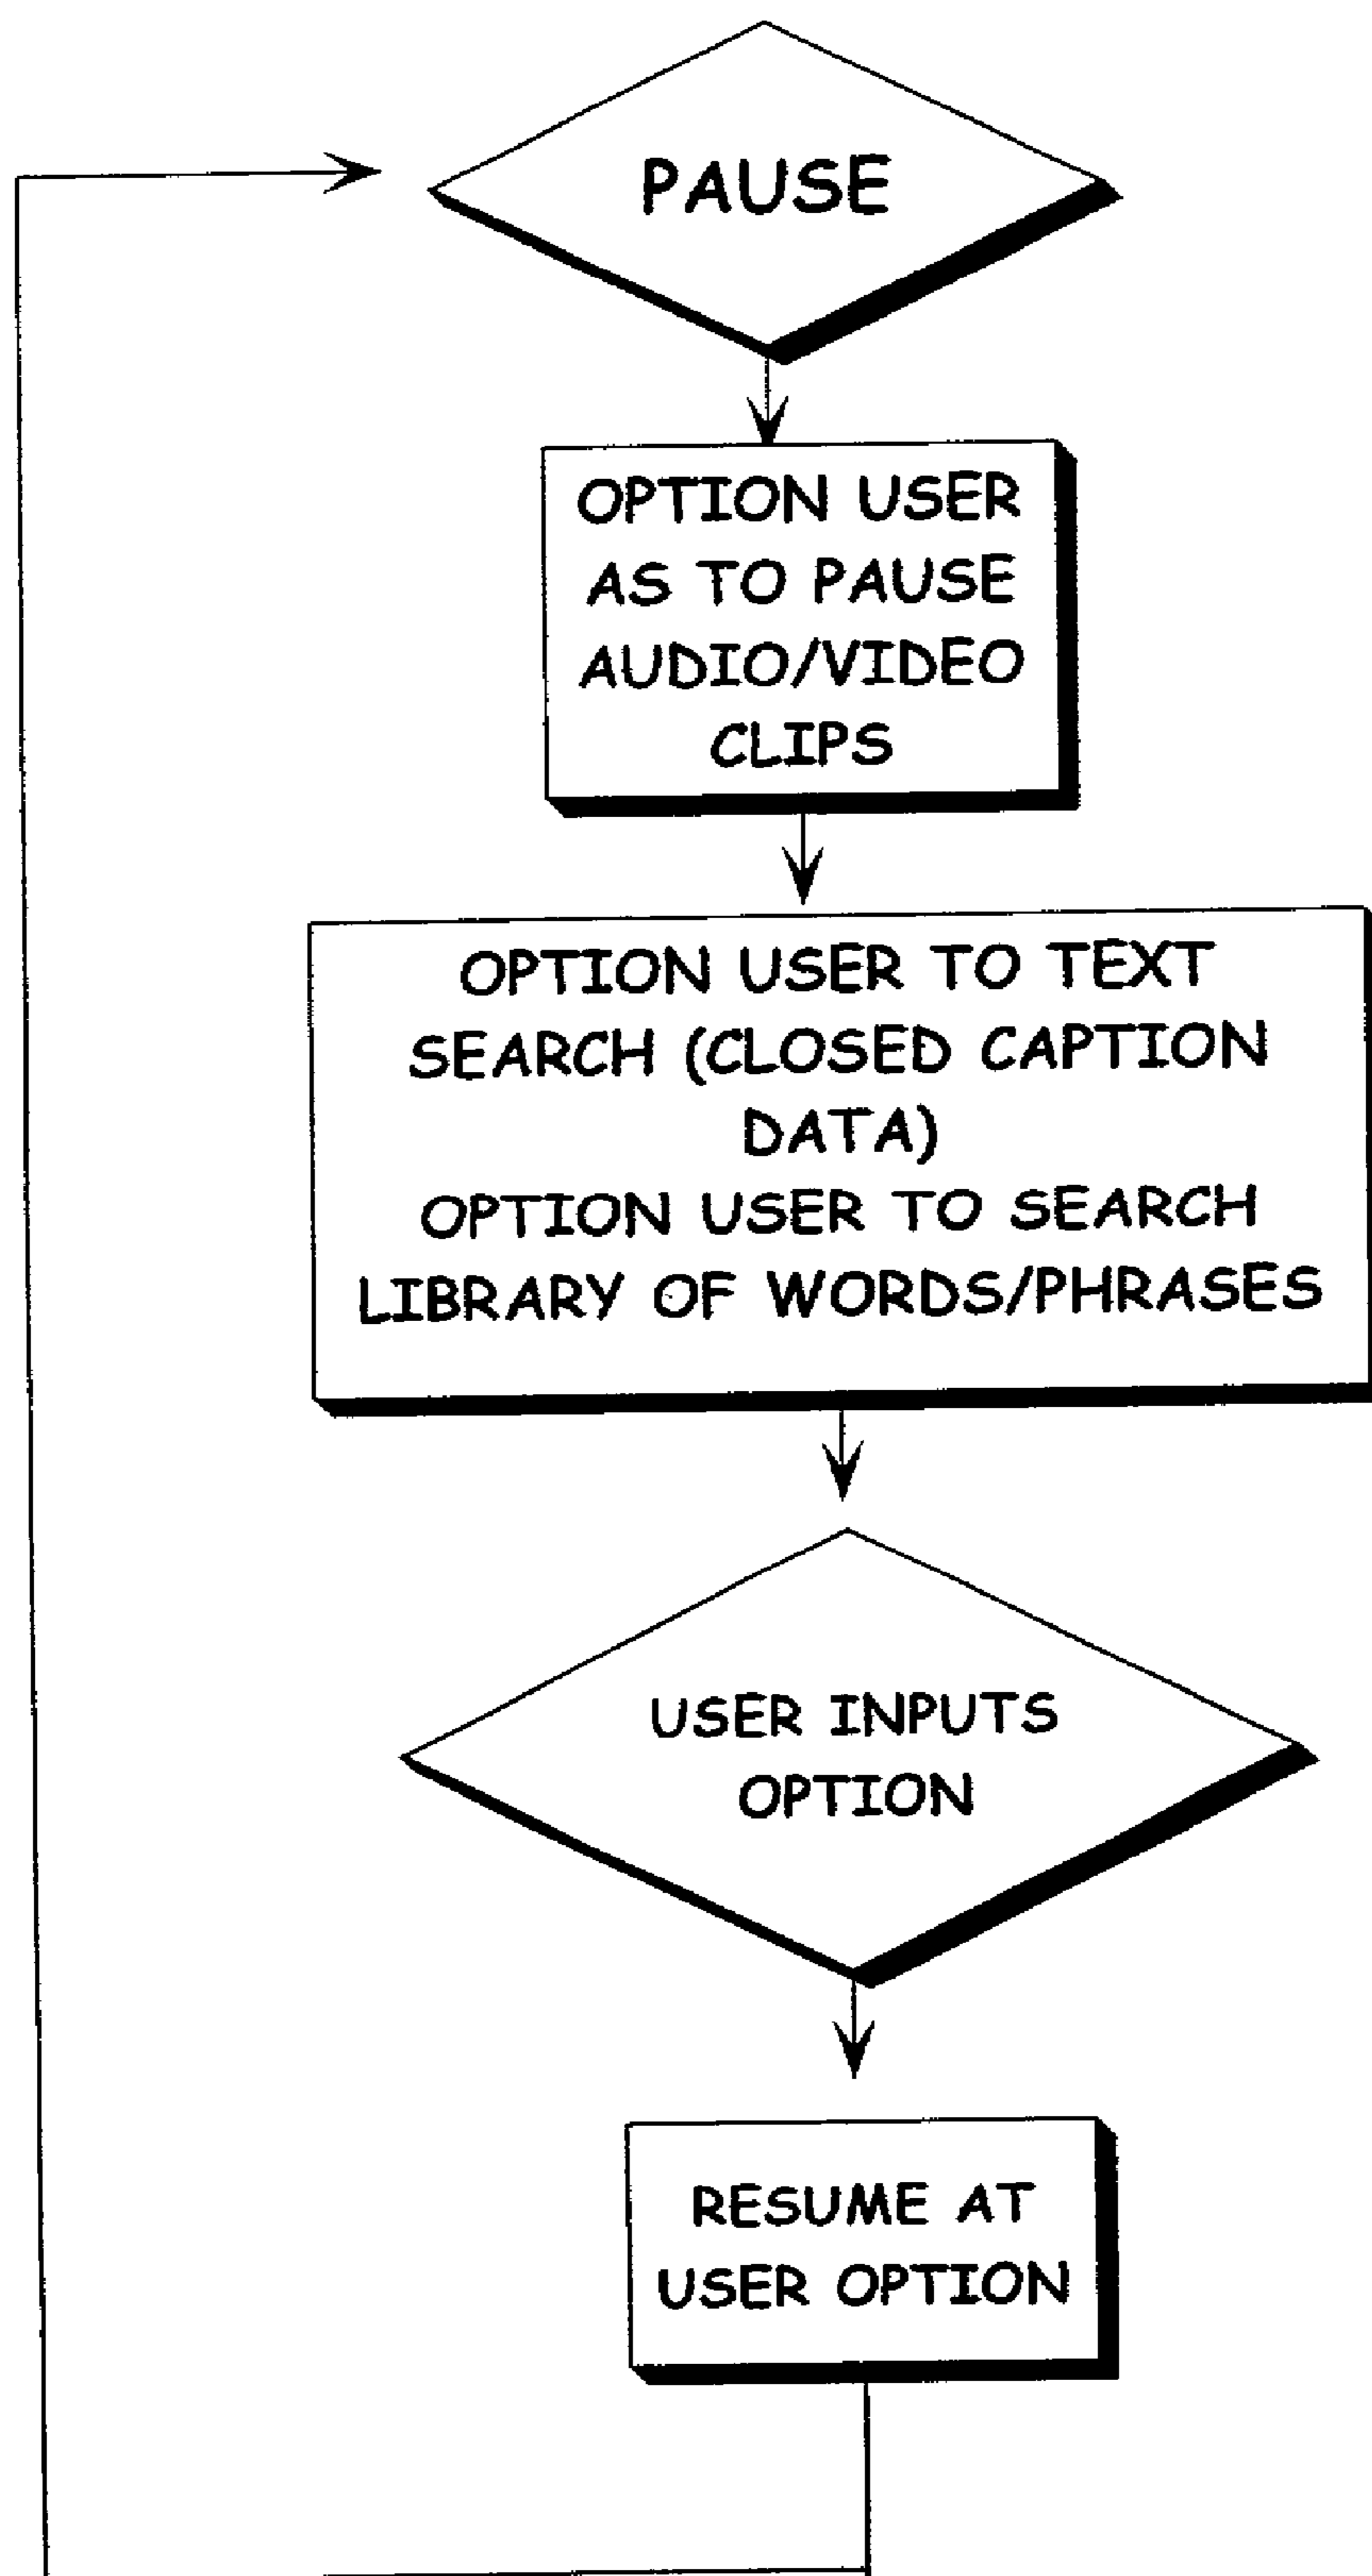 PAUSE
OPTION USER
AS TO PAUSE
AUDIO/VIDEO
CLIPS
OPTION USER TO TEXT
SEARCH (CLOSED CAPTION
DATA)
OPTION USER TO SEARCH
LIBRARY OF WORDS/PHRASES
USER INPUTS
OPTION
RESUME AT
USER OPTION